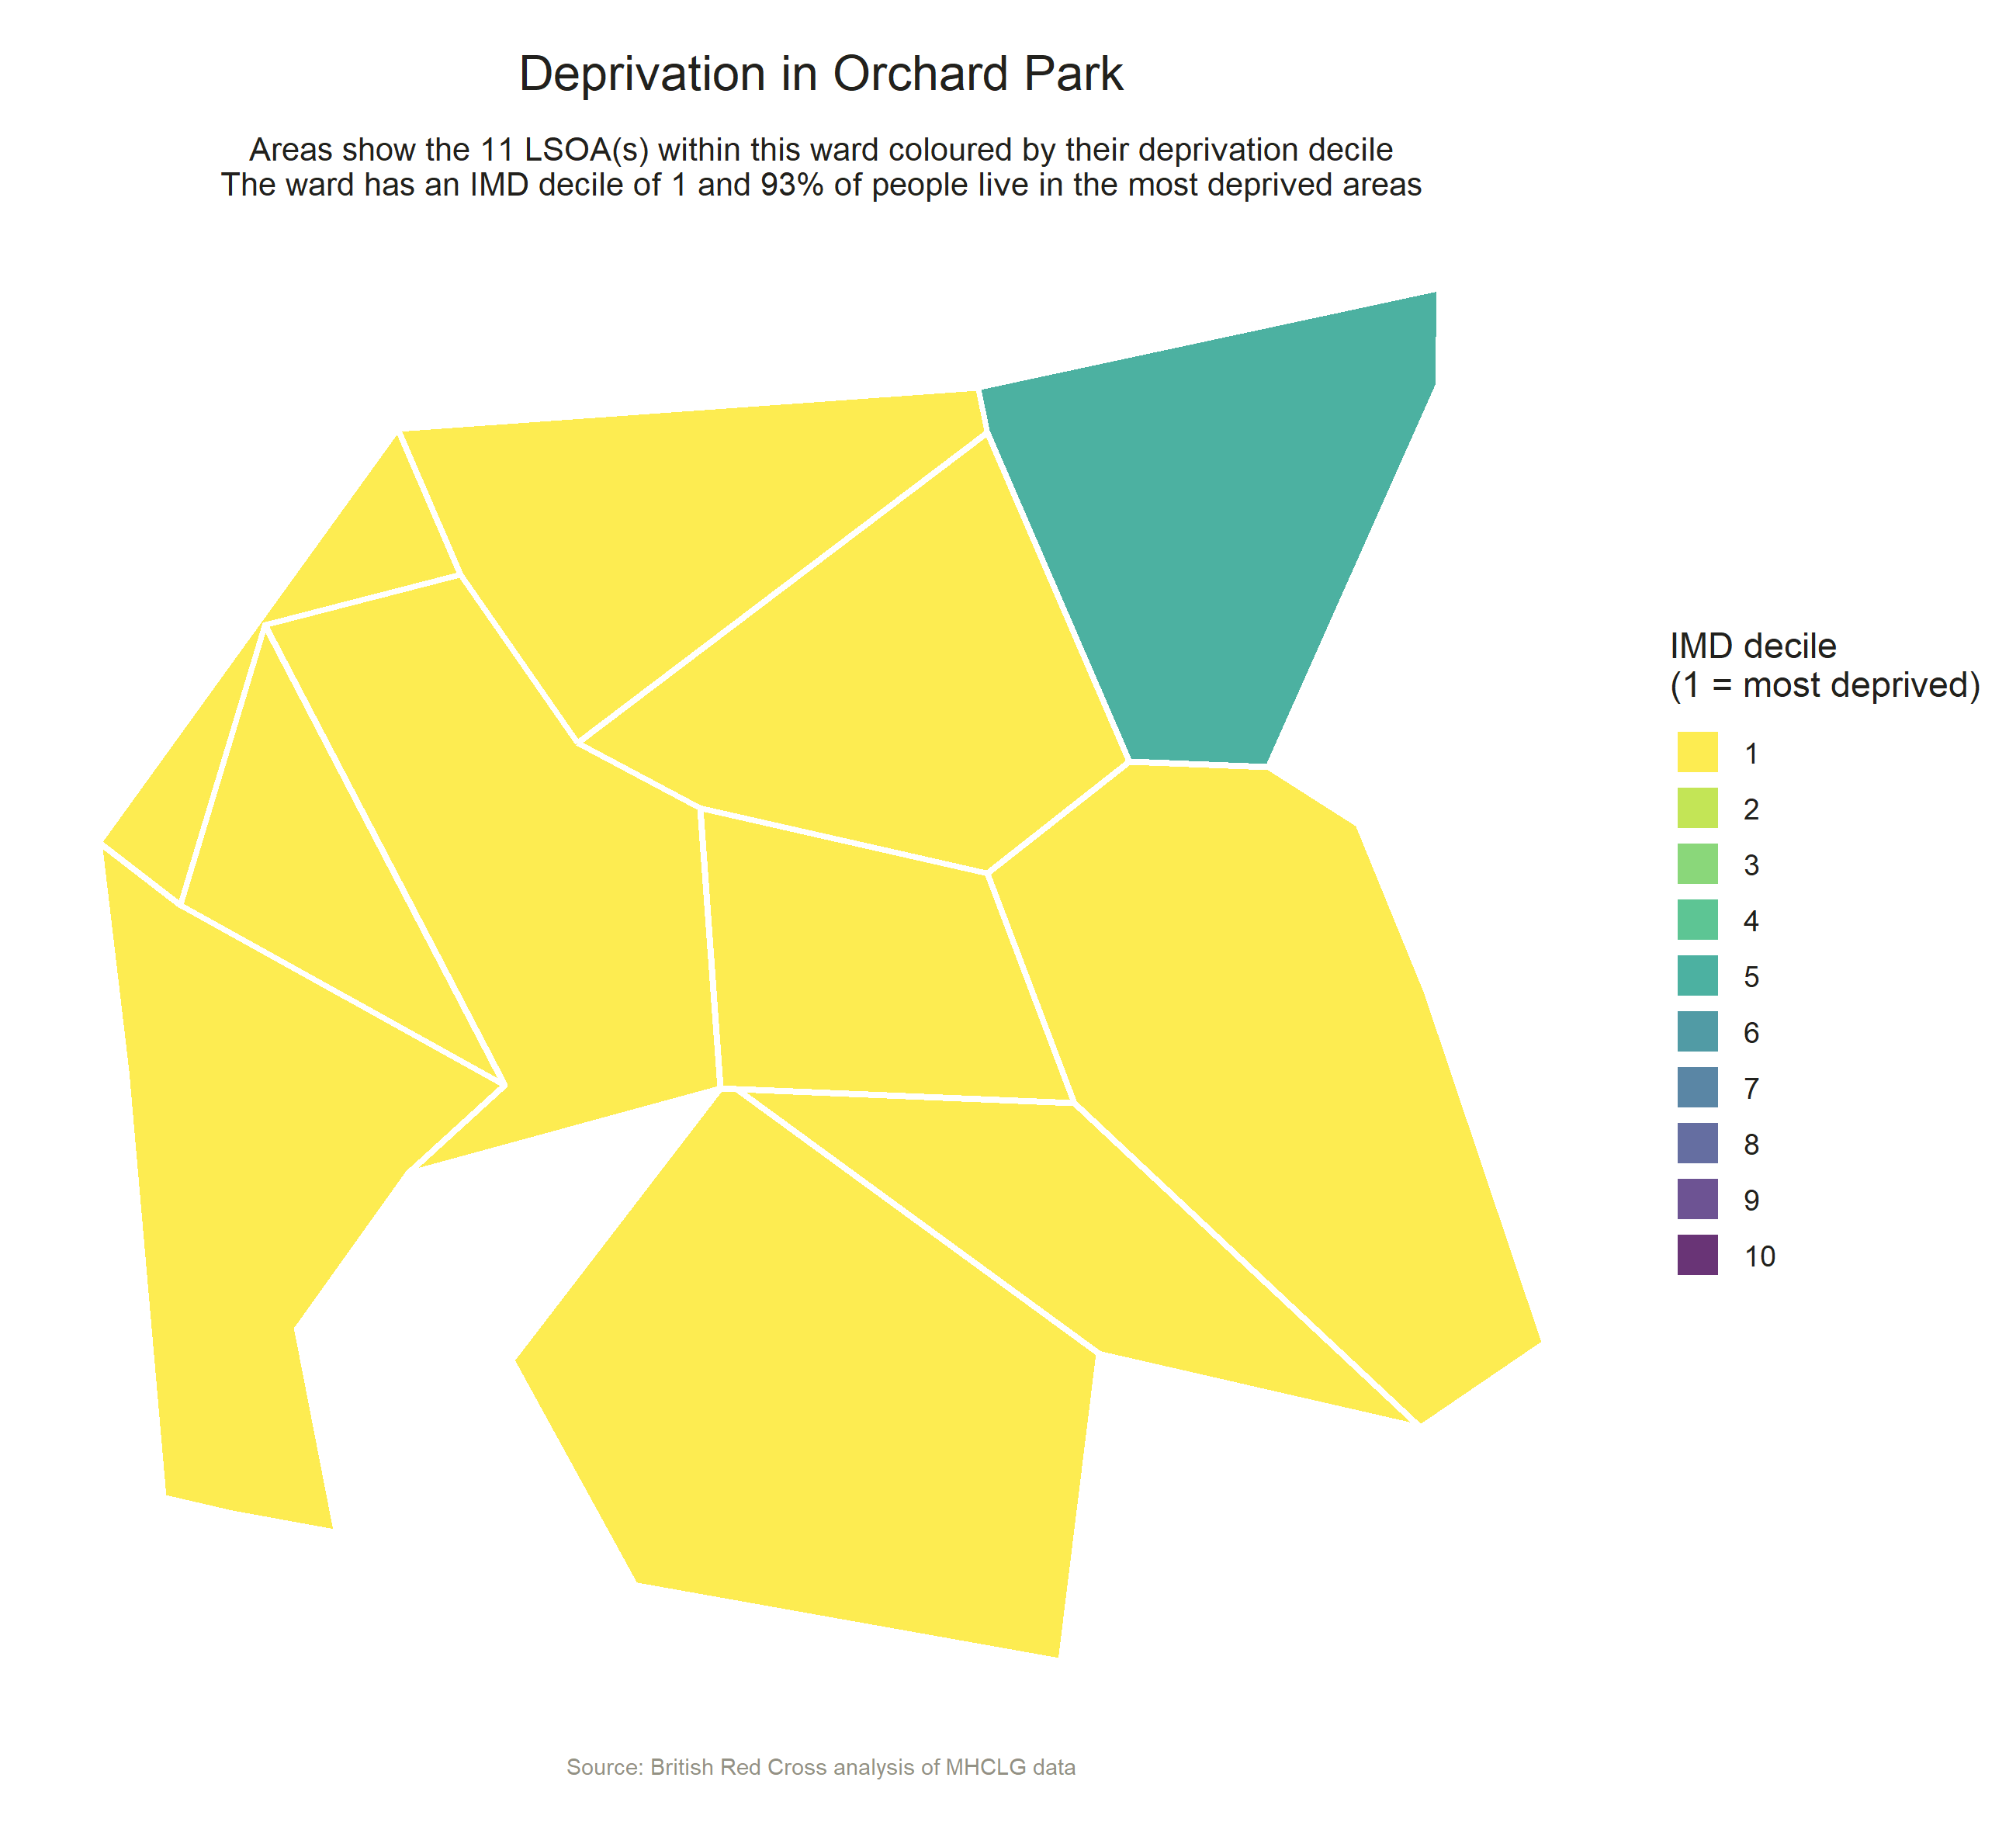 Deprivation in Orchard Park
Areas show the 11 LSOA(s) within this ward coloured by their deprivation decile
The ward has an IMD decile of 1 and 93% of people live in the most deprived areas
IMD decile
(1 = most deprived)
1
2
3
4
5
6
7
8
9
10
Source: British Red Cross analysis of MHCLG data